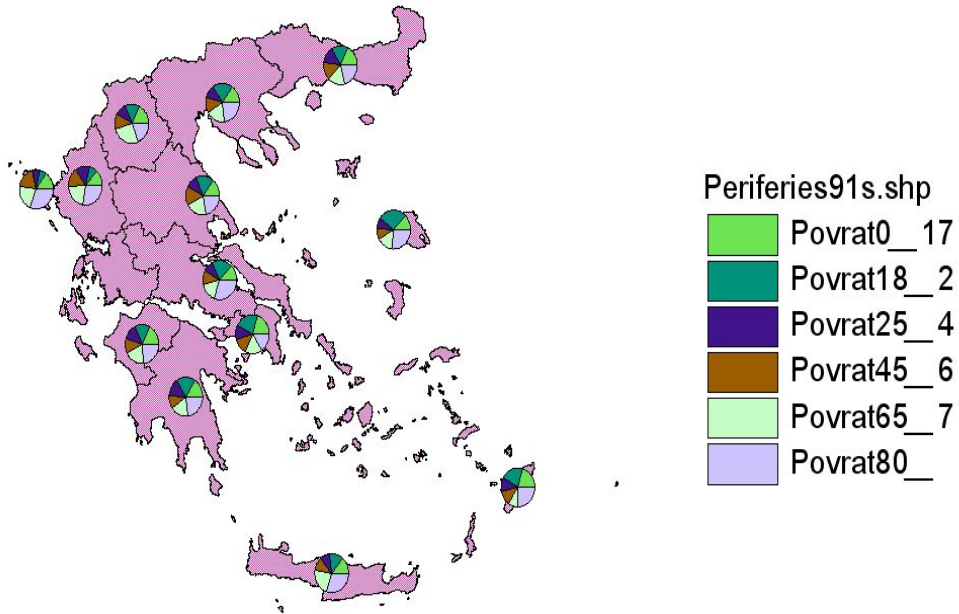 Periferies91s.shp
Povrat0__17
Povrat18__2
Povrat25__4
Povrat45__6
Povrat65__7
Povrat80__